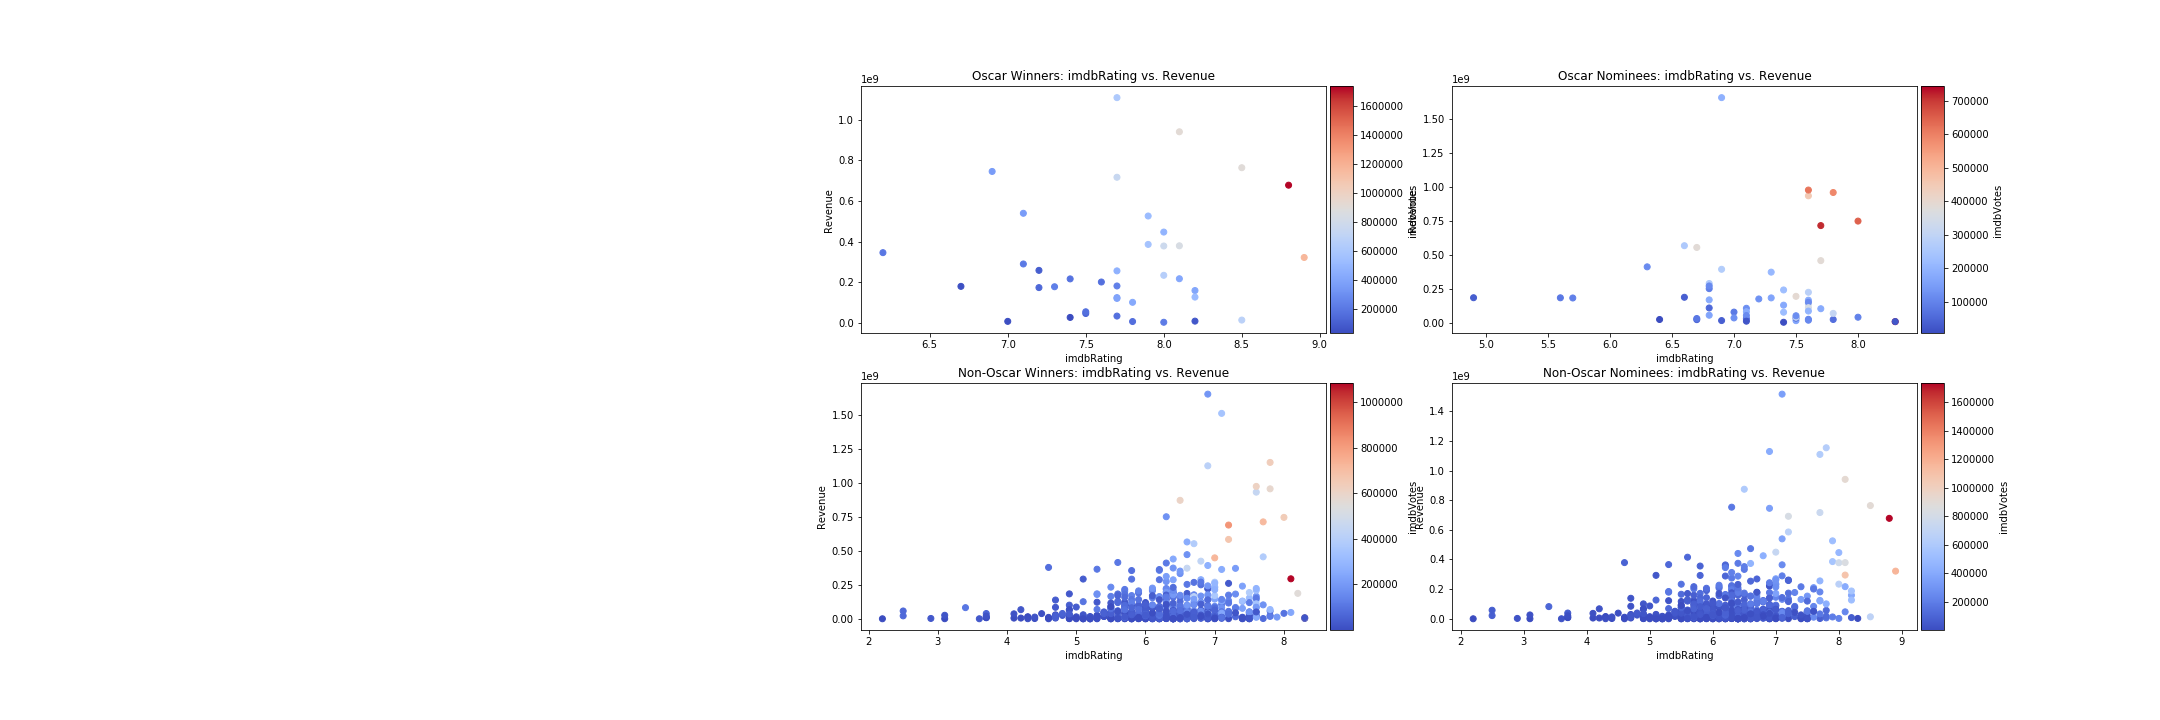 Oscar Winners: imdbRating vs. Revenue
1e9
1.0
0.8
0.6
0.4
0.2
0.0
Revenue
6.5 7.0 7.5 8.0 8.5 9.0
imdbRating
1600000
1400000
1200000
1000000
800000
600000
400000
200000
imdbVotes
Oscar Nominees: imdbRating vs. Revenue
1e9
1.50
1.25
1.00
0.75
0.50
0.25
0.00
Revenue
5.0 5.5 6.0 6.5 7.0 7.5 8.0
imdbRating
700000
600000
500000
400000
300000
200000
100000
imdbVotes
Non-Oscar Winners: imdbRating vs. Revenue
1e9
1.50
1.25
1.00
0.75
0.50
0.25
0.00
Revenue
2 3 4 5 6 7 8
imdbRating
1000000
800000
600000
400000
200000
imdbVotes
Non-Oscar Nominees: imdbRating vs. Revenue
1e9
1.4
1.2
1.0
0.8
0.6
0.4
0.2
0.0
Revenue
2 3 4 5 6 7 8 9
imdbRating
1600000
1400000
1200000
1000000
800000
600000
400000
200000
imdbVotes